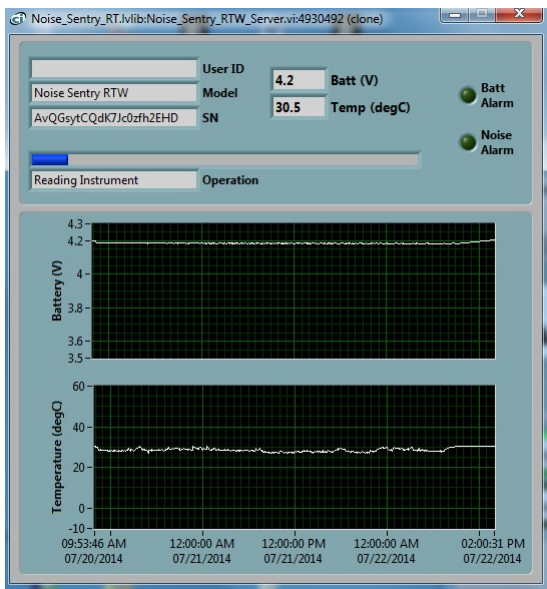 Noise_Sentry_RT.lvlib:Noise_Sentry_RTW_Server.vi:4930492 (clone)
User ID
Noise Sentry RTW Model
AvQGsytCQdK7Jc0zfh2EHD SN
4.2 Batt (V)
30.5 Temp (degC)
Batt
Alarm
Noise
Alarm
Reading Instrument Operation
4.3
4.2
4
3.8
3.6
3.5
Battery (V)
60
40
20
0
-10
Temperature (degC)
09:53:46 AM 12:00:00 AM 12:00:00 PM 12:00:00 AM 02:00:31 PM
07/20/2014 07/21/2014 07/21/2014 07/22/2014 07/22/2014